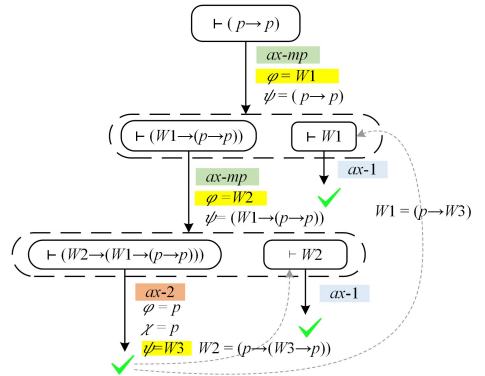 ⊢ ( p→ p)
ax-mp
φ = W1
ψ = ( p→ p)
⊢ (W1→(p→p))
⊢ W1
ax-mp
ax-1
φ = W2
ψ = (W1→(p→p))
W1 = (p→W3)
⊢ (W2→(W1→(p→p)))
⊢ W2
ax-2
ax-1
φ = p
χ = p
ψ=W3 W2 = (p→(W3→p))